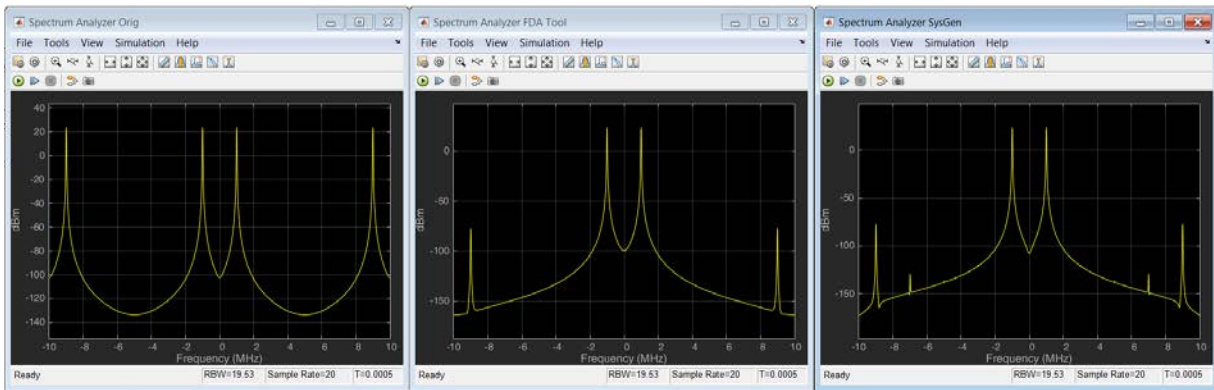 Spectrum Analyzer Orig
File Tools View Simulation Help
40
20
0
-20
-40
-60
-80
-100
-120
-140
dBm
-10 -8 -6 -4 -2 0 2 4 6 8 10
Frequency (MHz)
Ready RBW=19.53 Sample Rate=20 T=0.0005
Spectrum Analyzer FDA Tool
File Tools View Simulation Help
0
-50
-100
-150
dBm
-10 -8 -6 -4 -2 0 2 4 6 8 10
Frequency (MHz)
Ready RBW=19.53 Sample Rate=20 T=0.0005
Spectrum Analyzer SysGen
File Tools View Simulation Help
0
-50
-100
-150
dBm
-10 -8 -6 -4 -2 0 2 4 6 8 10
Frequency (MHz)
Ready RBW=19.53 Sample Rate=20 T=0.0005